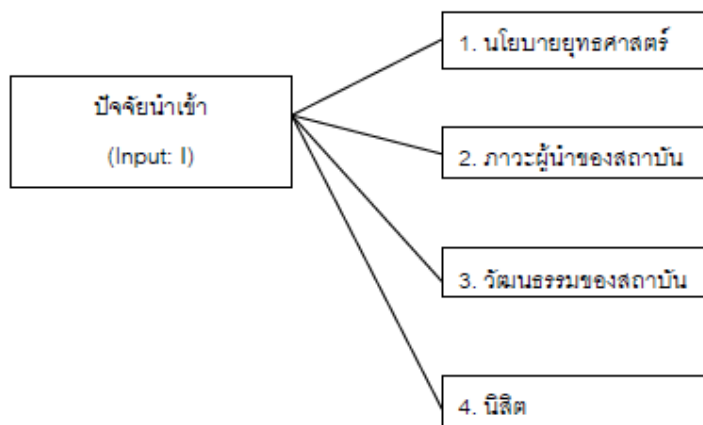 ปัจจัยนำเข้า
(Input: I)
1. นโยบายยุทธศาสตร์
2. ภาวะผู้นำของสถาบัน
3. วัฒนธรรมของสถาบัน
4. นิสิต